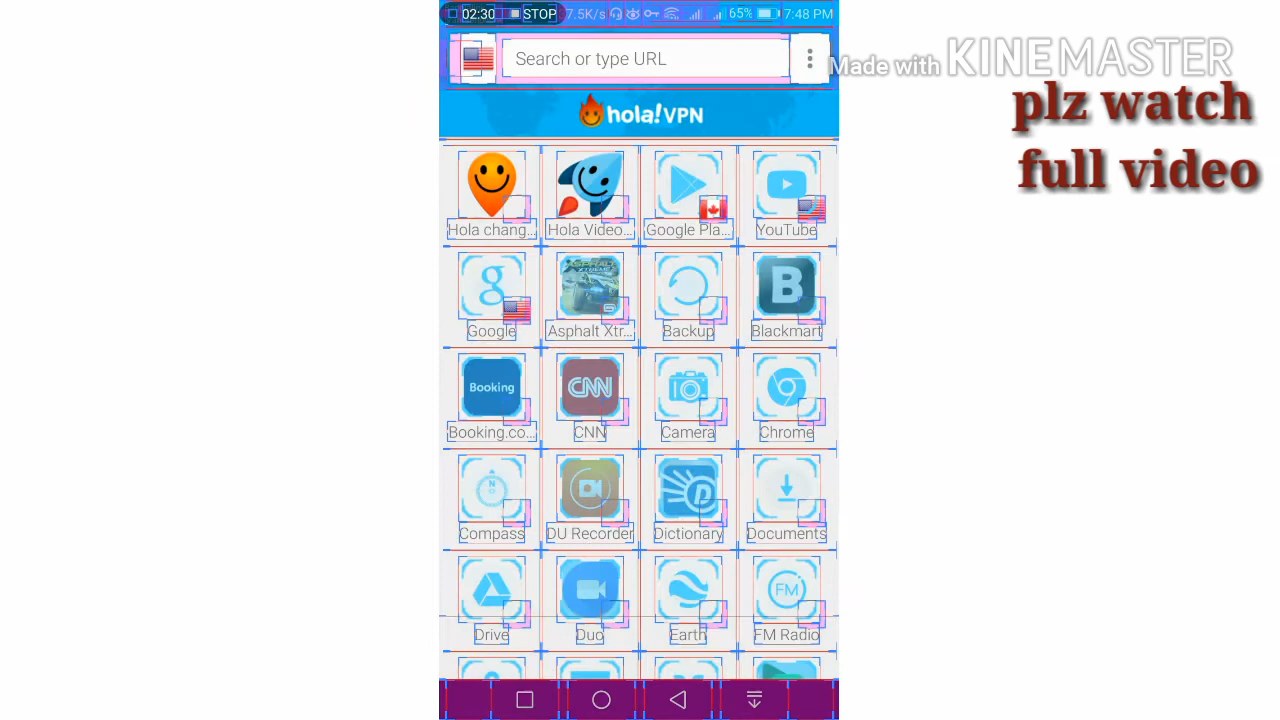 02:30 STOP 7.5K/s 65% 7:48 PM
Search or type URL
Made with KINEMASTER
plz watch
full video
hola!VPN
Hola chang... Hola Video... Google Pla... YouTube
Google Asphalt Xtr... Backup Blackmart
Booking
CNN
Booking.co... CNN Camera Chrome
Compass DU Recorder Dictionary Documents
FM
Drive Duo Earth FM Radio